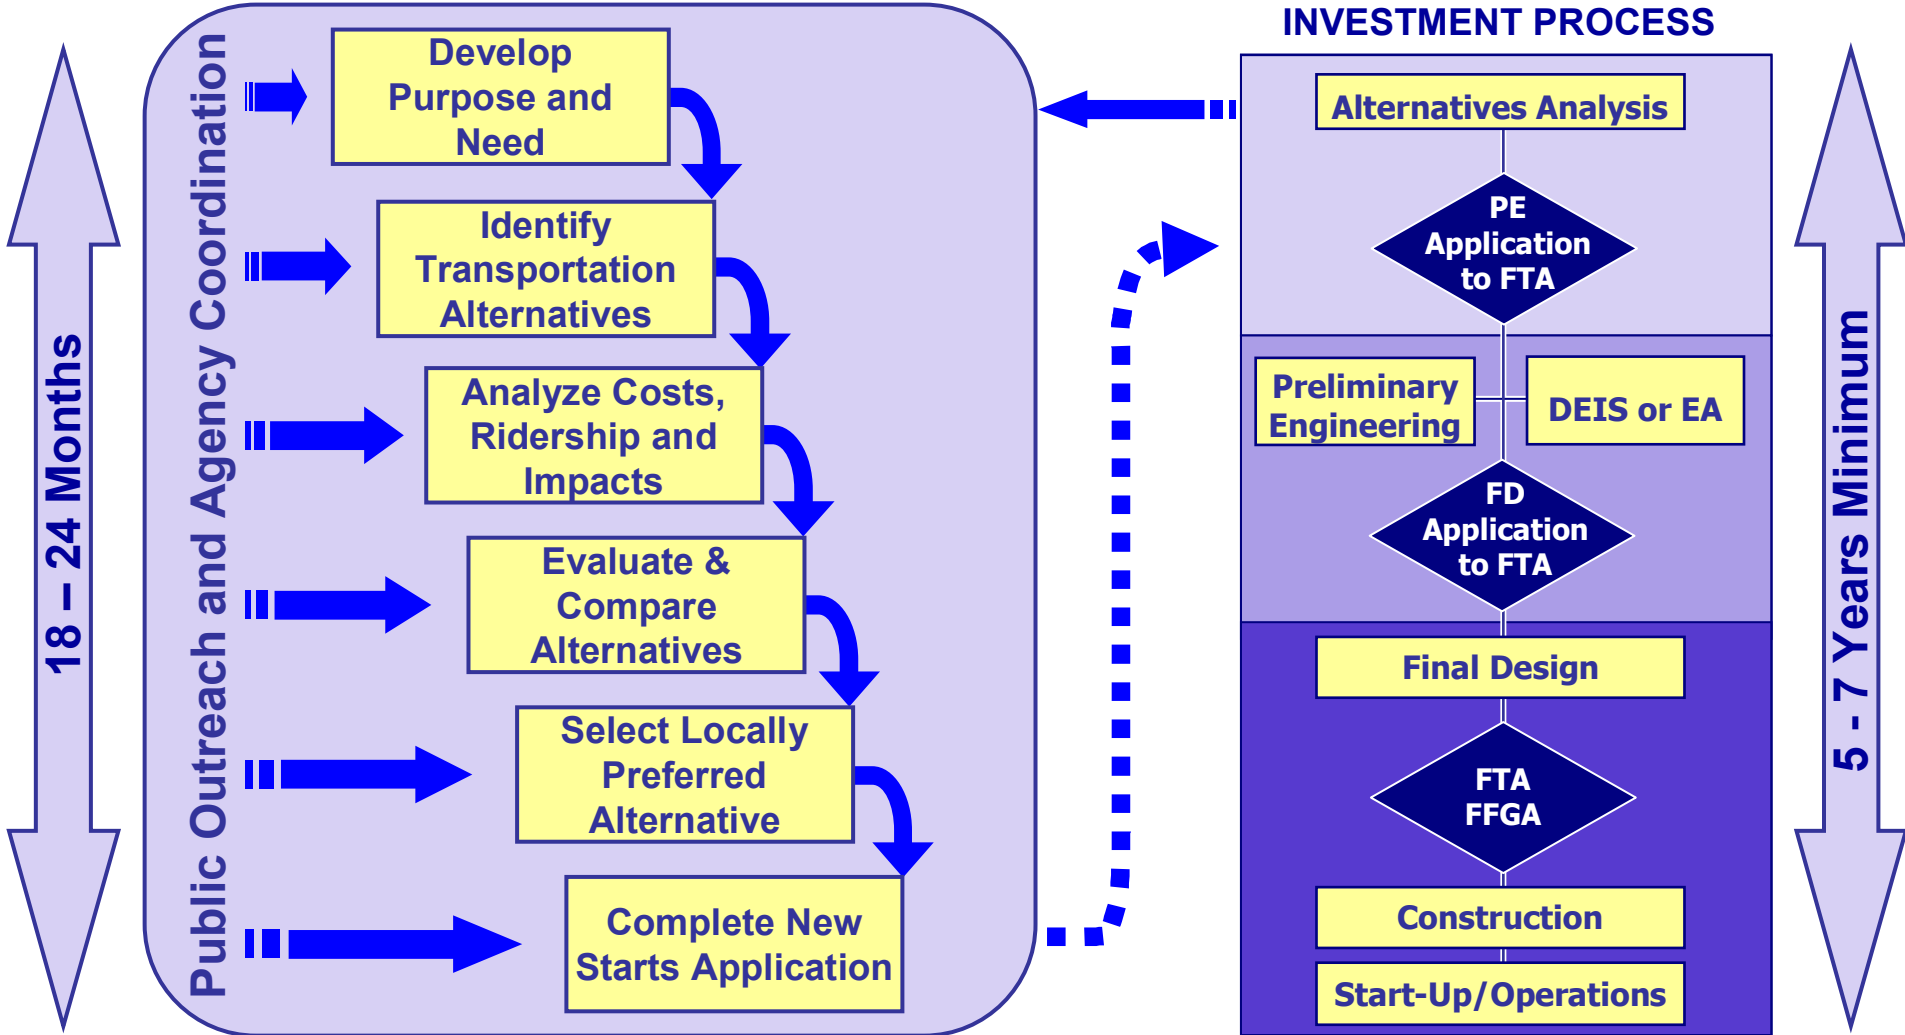 18 – 24 Months
Public Outreach and Agency Coordination
Develop
Purpose and
Need
Identify
Transportation
Alternatives
Analyze Costs,
Ridership and
Impacts
Evaluate &
Compare
Alternatives
Select Locally
Preferred
Alternative
Complete New
Starts Application
INVESTMENT PROCESS
Alternatives Analysis
PE
Application
to FTA
Preliminary
Engineering
DEIS or EA
FD
Application
to FTA
Final Design
FTA
FFGA
Construction
Start-Up/Operations
5 - 7 Years Minimum